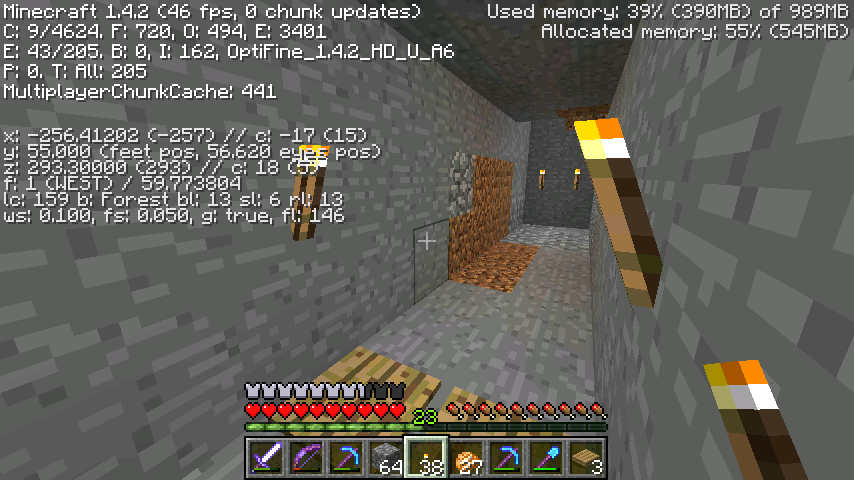 Minecraft 1.4.2 (46 fps, 0 chunk updates)
Used memory: 39% (390MB) of 989MB
C: 9/4624, F: 720, O: 494, E: 3401
Allocated memory: 55% (545MB)
E: 43/205, B: 0, I: 162, OptiFine_1.4.2_HD_U_A6
P: 0, T: All: 205
MultiplayerChunkCache: 441
x: -256.41202 (-257) // c: -17 (15)
y: 55.000 (feet pos, 56.620 eyes pos)
z: 293.30000 (293) // c: 18 (5)
f: 1 (WEST) / 59.773804
lc: 159 b: Forest bl: 13 sl: 6 rl: 13
ws: 0.100, fs: 0.050, g: true, fl: 146
28
64
38
27
3